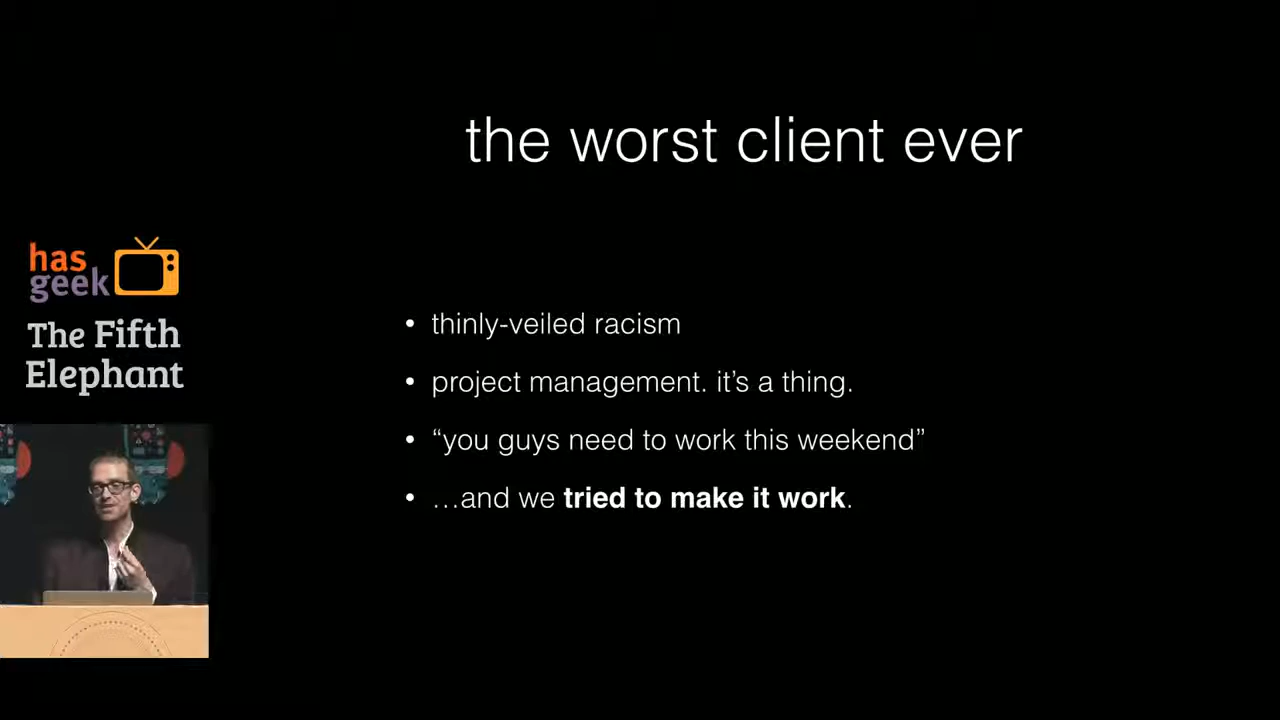 the worst client ever
has
geek
The Fifth
Elephant
• thinly-veiled racism
• project management. it’s a thing.
• “you guys need to work this weekend”
• …and we tried to make it work.